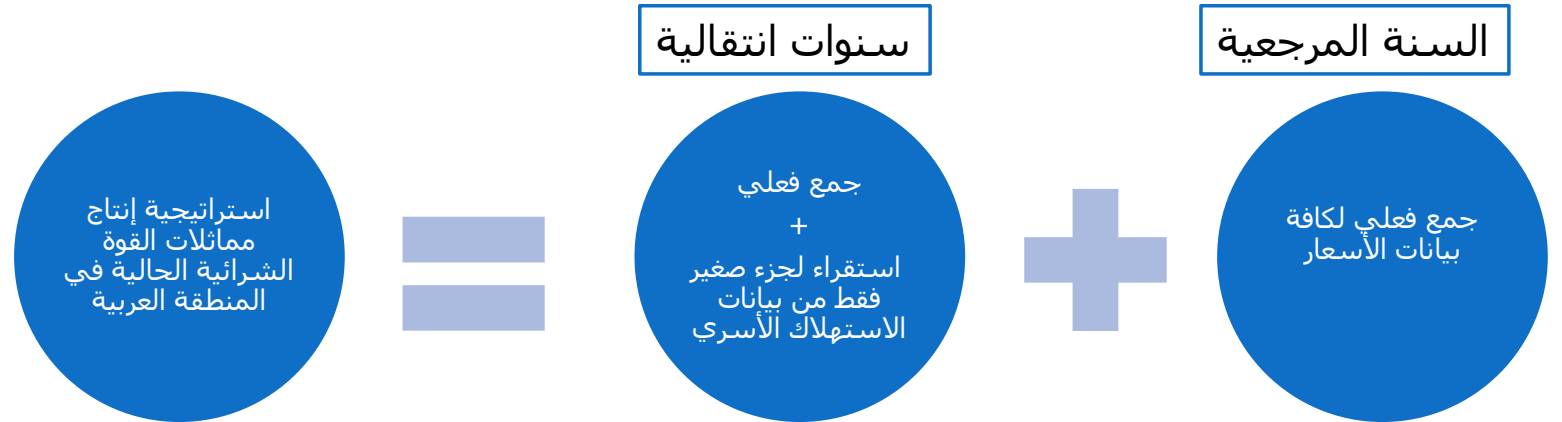 السنة المرجعية
جمع فعلي لكافة
بيانات الأسعار
سنوات انتقالية
جمع فعلي
+
استقراء لجزء صغير
فقط من بيانات
الاستهلاك الأسري
استراتيجية إنتاج
مماثلات القوة
الشرائية الحالية في
المنطقة العربية